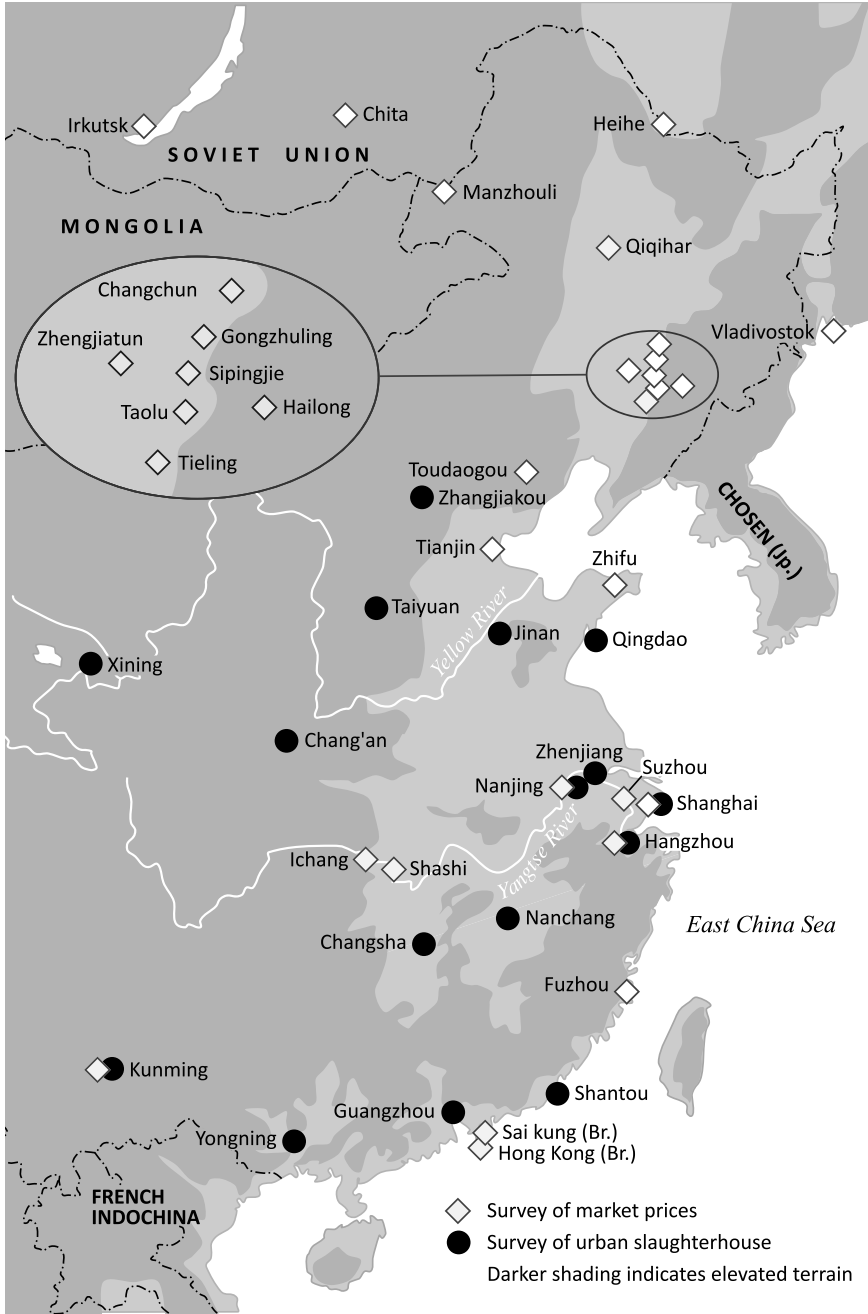 Irkutsk
Chita
Heihe
SOVIET UNION
Manzhouli
MONGOLIA
Qiqihar
Changchun
Vladivostok
Zhengjiatun
Gongzhuling
Sipingjie
Taolu
Hailong
Tieling
Toudaogou
Zhangjiakou
CHOSEN (Jp.)
Tianjin
Zhifu
Taiyuan
Yellow River
Jinan
Qingdao
Xining
Chang'an
Zhenjiang
Suzhou
Nanjing
Shanghai
Hangzhou
Yangtse River
Ichang
Shashi
Nanchang
East China Sea
Changsha
Fuzhou
Kunming
Shantou
Guangzhou
Yongning
Sai kung (Br.)
Hong Kong (Br.)
FRENCH
INDOCHINA
Survey of market prices
Survey of urban slaughterhouse
Darker shading indicates elevated terrain